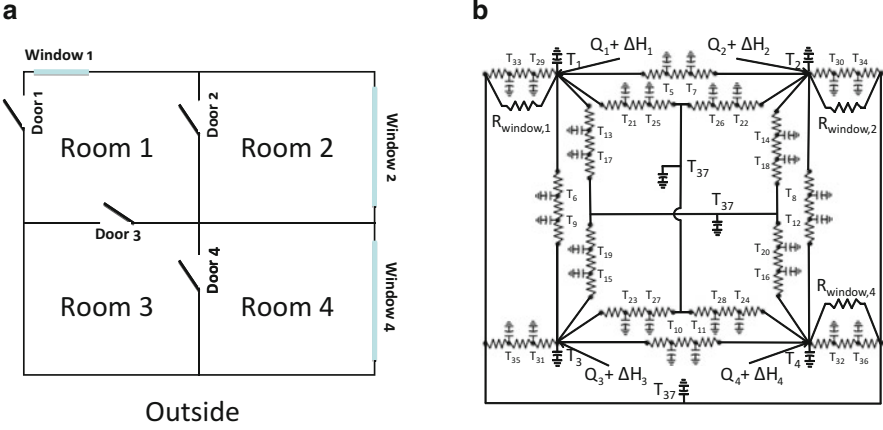 a
Window 1
Door 1
Door 2
Room 1
Room 2
Window 2
Door 3
Door 4
Room 3
Room 4
Window 4
Outside
b
Q1+ ΔH1
Q2+ ΔH2
T33 T29 T1
T5 T7
T2 T30 T34
Rwindow,1
T21 T25
T26 T22
Rwindow,2
T13
T14
T17
T18
T37
T6
T8
T37
T9
T12
T19
T20
T15
T16
Rwindow,4
T23 T27
T28 T24
T10 T11
T35 T31 T3
T4 T32 T36
Q3+ ΔH3
Q4+ ΔH4
T37